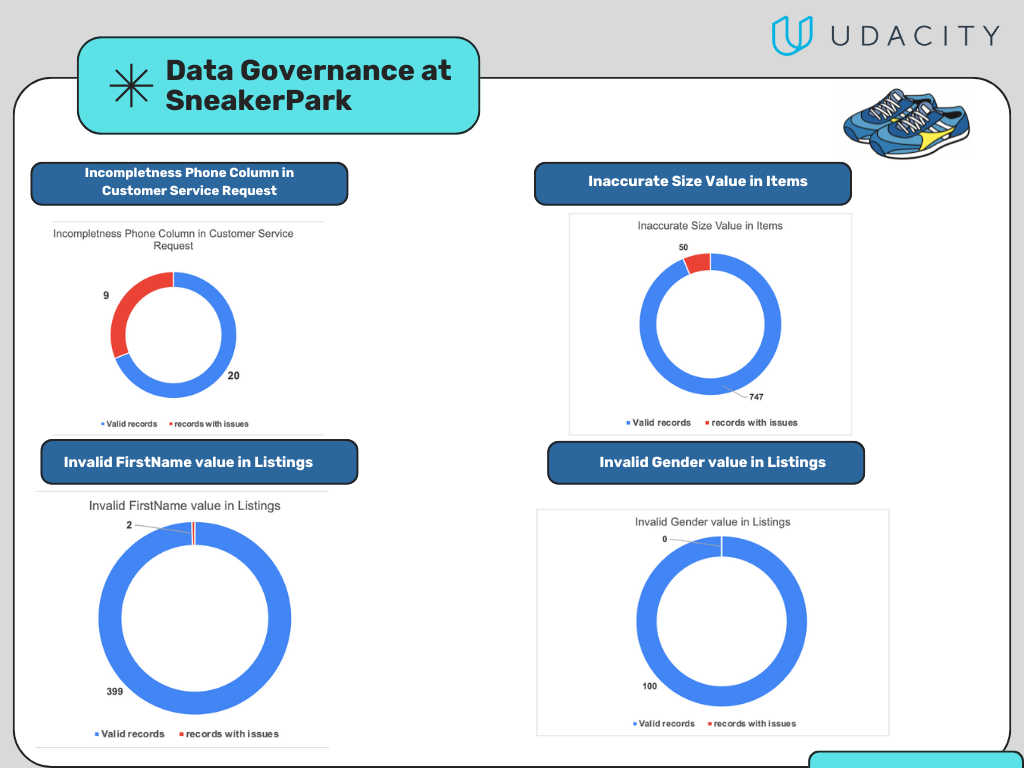 UDACITY
Data Governance at
SneakerPark
Incompletness Phone Column in
Customer Service Request
Inaccurate Size Value in Items
Incompletness Phone Column in Customer Service
Request
9
20
Valid records records with issues
Inaccurate Size Value in Items
50
747
Valid records records with issues
Invalid FirstName value in Listings
Invalid Gender value in Listings
Invalid FirstName value in Listings
2
399
Valid records records with issues
Invalid Gender value in Listings
0
100
Valid records records with issues